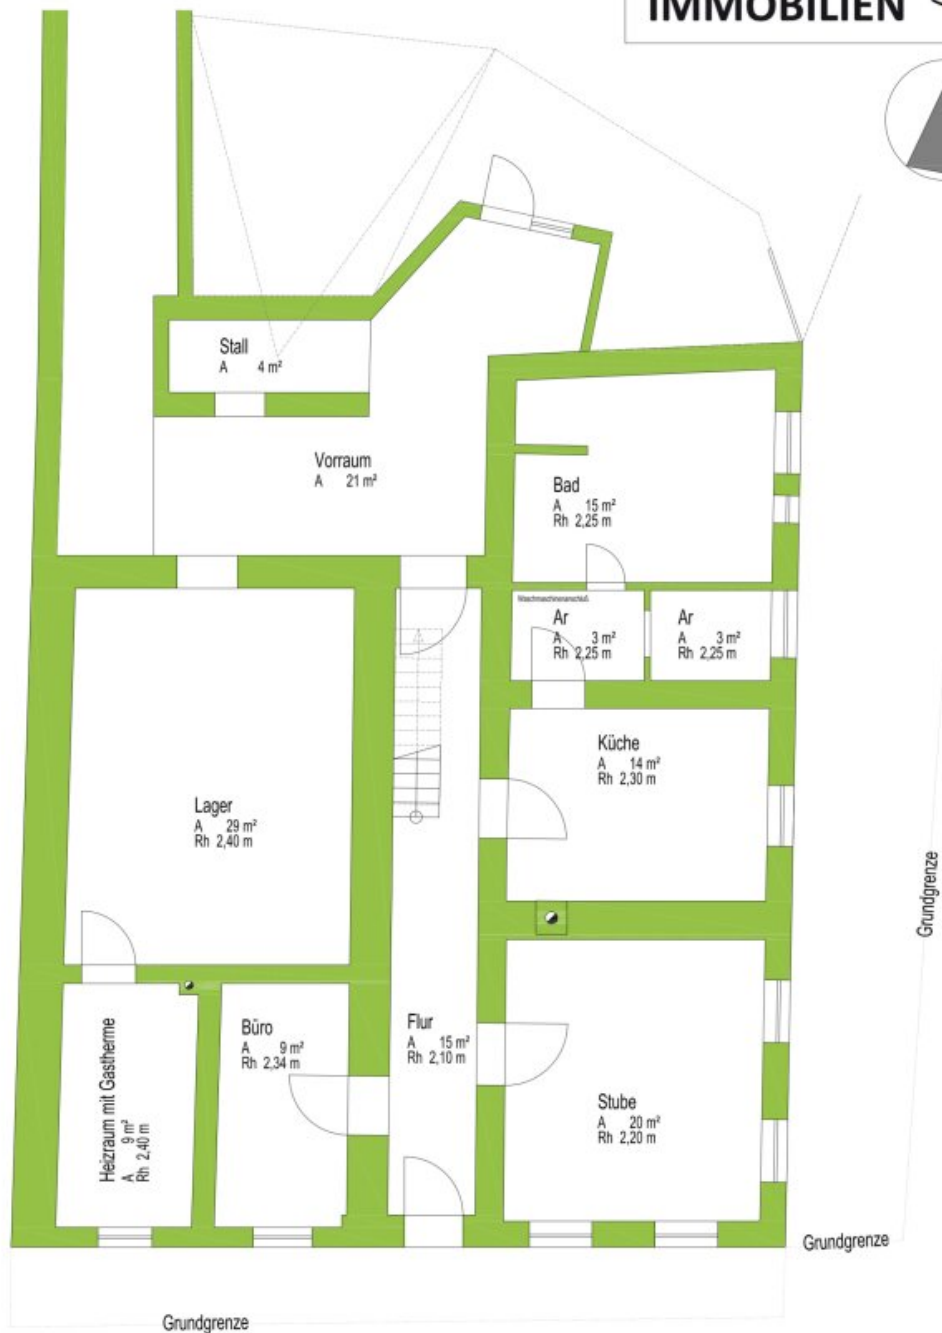 IMMOBILIEN
Stall
A 4 m²
Vorraum
A 21 m²
Bad
A 15 m²
Rh 2,25 m
Waschmaschinenanschluß
Ar
A 3 m²
Rh 2,25 m
Ar
A 3 m²
Rh 2,25 m
Küche
A 14 m²
Rh 2,30 m
Lager
A 29 m²
Rh 2,40 m
Grundgrenze
Heizraum mit Gastherme
A 9 m²
Rh 2,40 m
Büro
A 9 m²
Rh 2,34 m
Flur
A 15 m²
Rh 2,10 m
Stube
A 20 m²
Rh 2,20 m
Grundgrenze
Grundgrenze